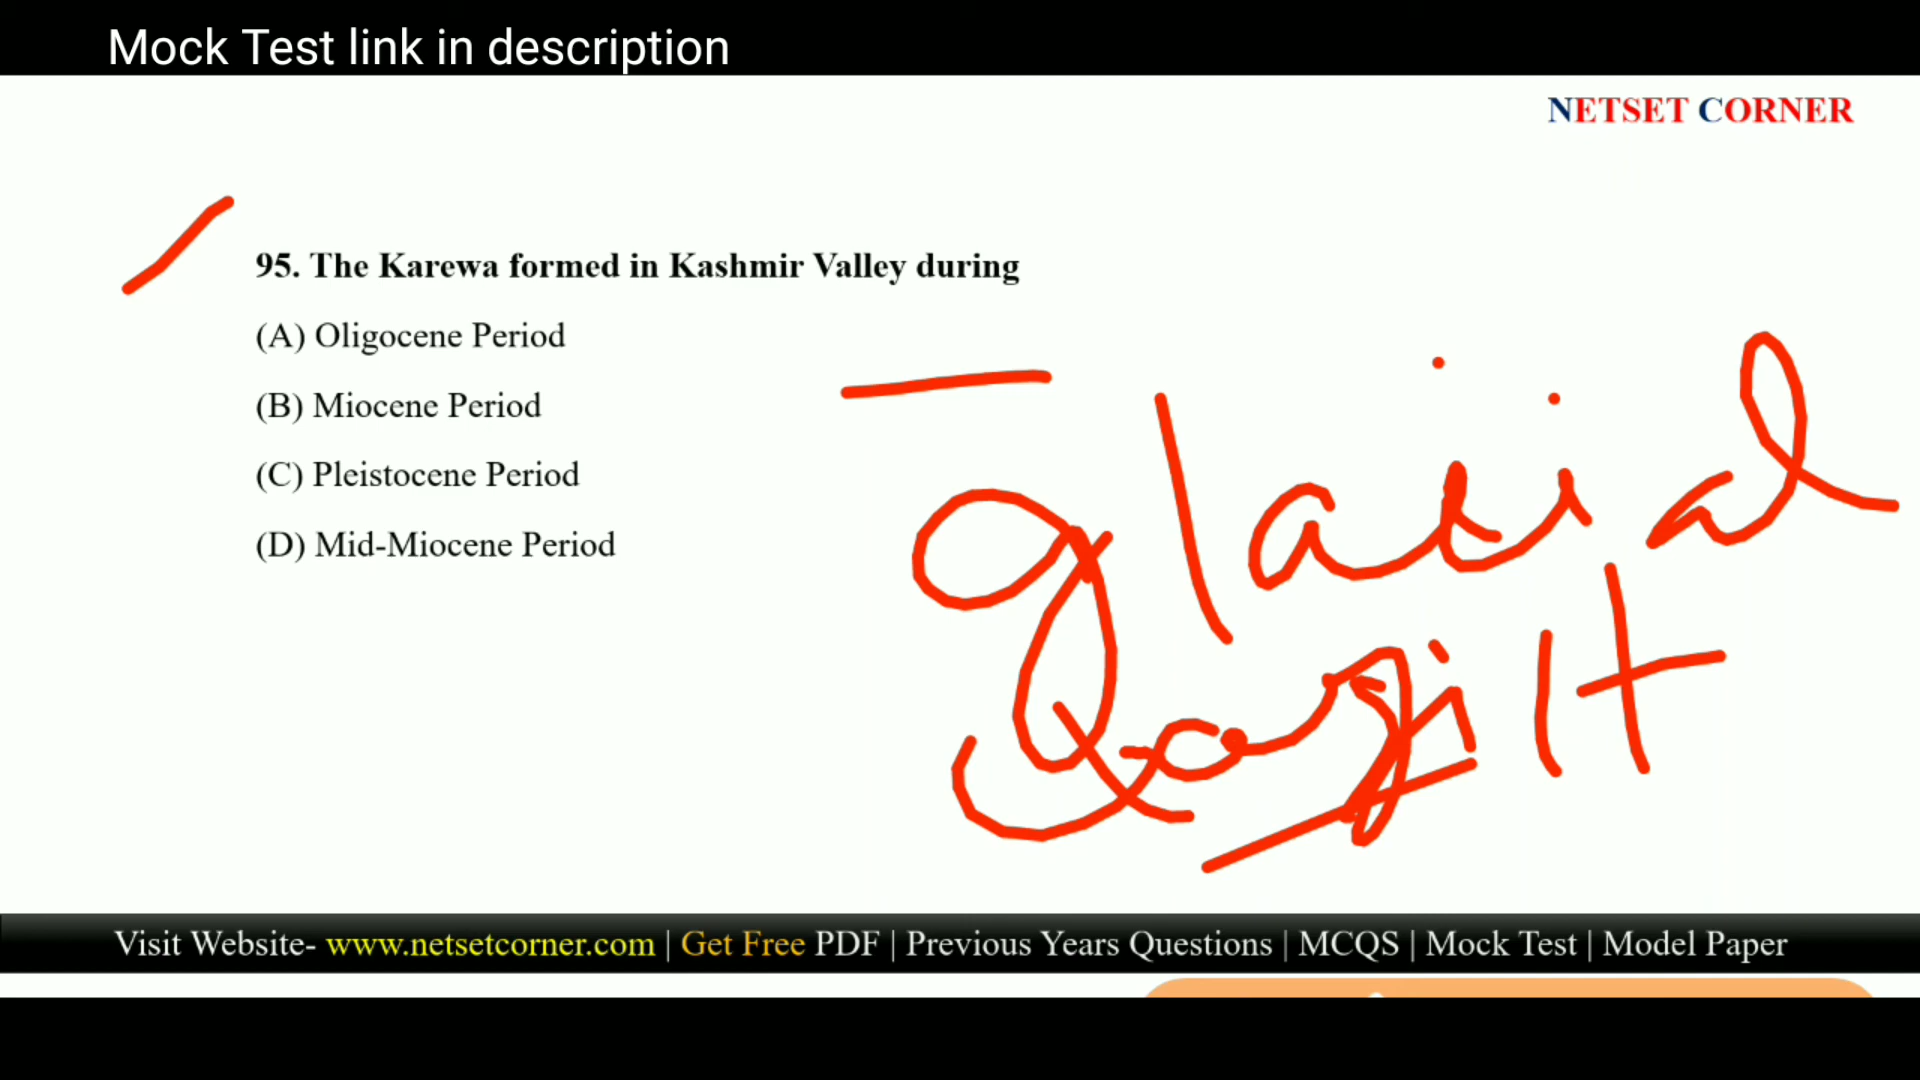 Mock Test link in description
NETSET CORNER
95. The Karewa formed in Kashmir Valley during
(A) Oligocene Period
(B) Miocene Period
(C) Pleistocene Period
(D) Mid-Miocene Period
glacial
Visit Website- www.netsetcorner.com | Get Free PDF | Previous Years Questions | MCQS | Mock Test | Model Paper